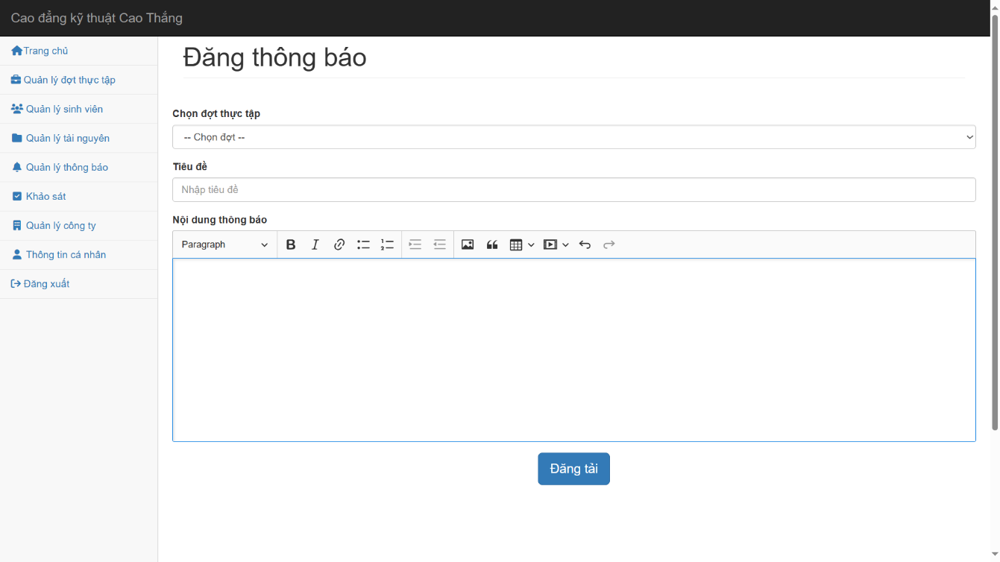 Cao đẳng kỹ thuật Cao Thắng
Trang chủ
Quản lý đợt thực tập
Quản lý sinh viên
Quản lý tài nguyên
Quản lý thông báo
Khảo sát
Quản lý công ty
Thông tin cá nhân
Đăng xuất
Đăng thông báo
Chọn đợt thực tập
-- Chọn đợt --
Tiêu đề
Nhập tiêu đề
Nội dung thông báo
Paragraph
Đăng tải